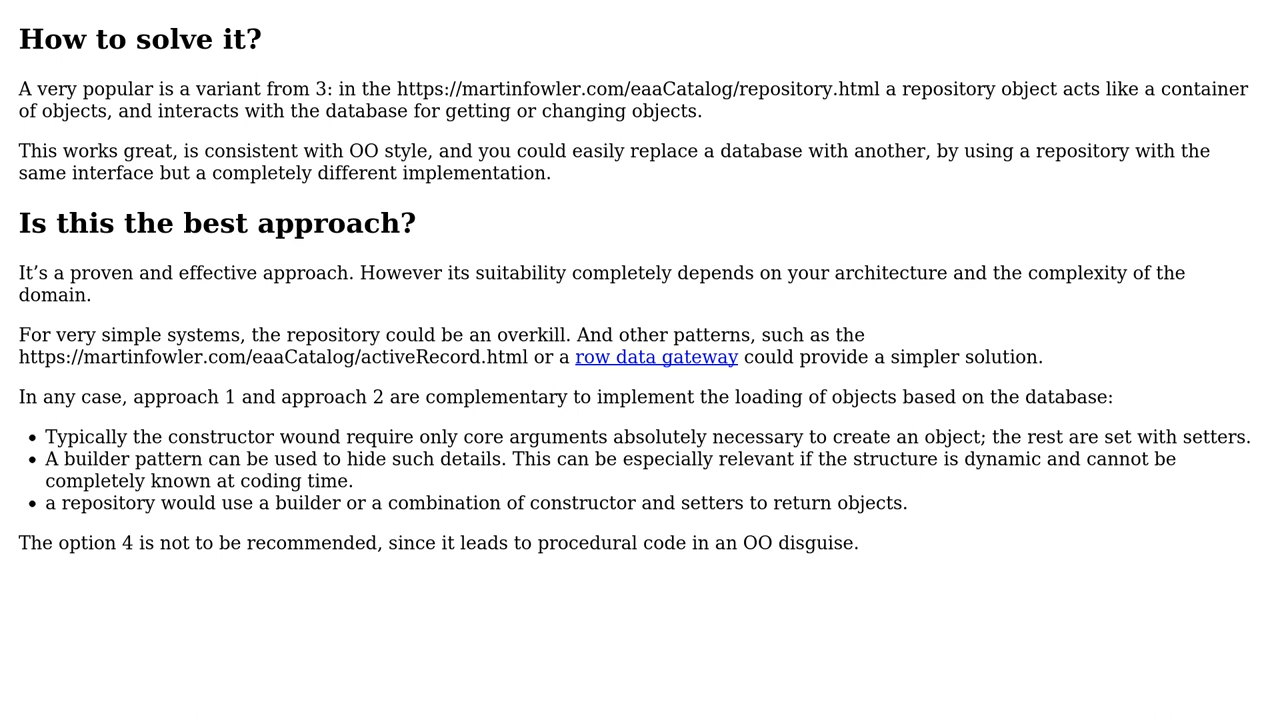 How to solve it?
A very popular is a variant from 3: in the https://martinfowler.com/eaaCatalog/repository.html a repository object acts like a container
of objects, and interacts with the database for getting or changing objects.
This works great, is consistent with OO style, and you could easily replace a database with another, by using a repository with the
same interface but a completely different implementation.
Is this the best approach?
It’s a proven and effective approach. However its suitability completely depends on your architecture and the complexity of the
domain.
For very simple systems, the repository could be an overkill. And other patterns, such as the
https://martinfowler.com/eaaCatalog/activeRecord.html or a row data gateway could provide a simpler solution.
In any case, approach 1 and approach 2 are complementary to implement the loading of objects based on the database:
• Typically the constructor wound require only core arguments absolutely necessary to create an object; the rest are set with setters.
• A builder pattern can be used to hide such details. This can be especially relevant if the structure is dynamic and cannot be
completely known at coding time.
• a repository would use a builder or a combination of constructor and setters to return objects.
The option 4 is not to be recommended, since it leads to procedural code in an OO disguise.